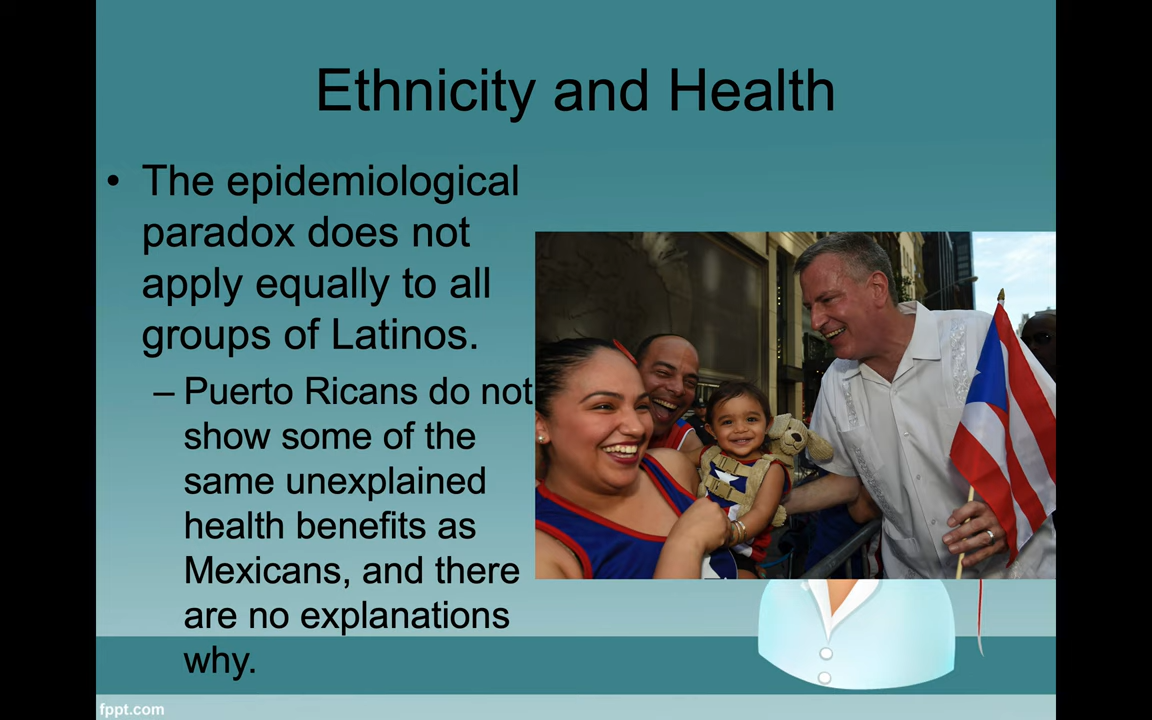 Ethnicity and Health
• The epidemiological
paradox does not
apply equally to all
groups of Latinos.
– Puerto Ricans do not
show some of the
same unexplained
health benefits as
Mexicans, and there
are no explanations
why.
fppt.com